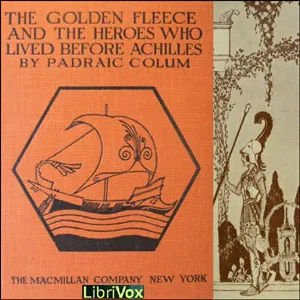 THE GOLDEN FLEECE
AND THE HEROES WHO
LIVED BEFORE ACHILLES
BY PADRAIC COLUM
THE MACMILLAN COMPANY NEW YORK
LibriVox